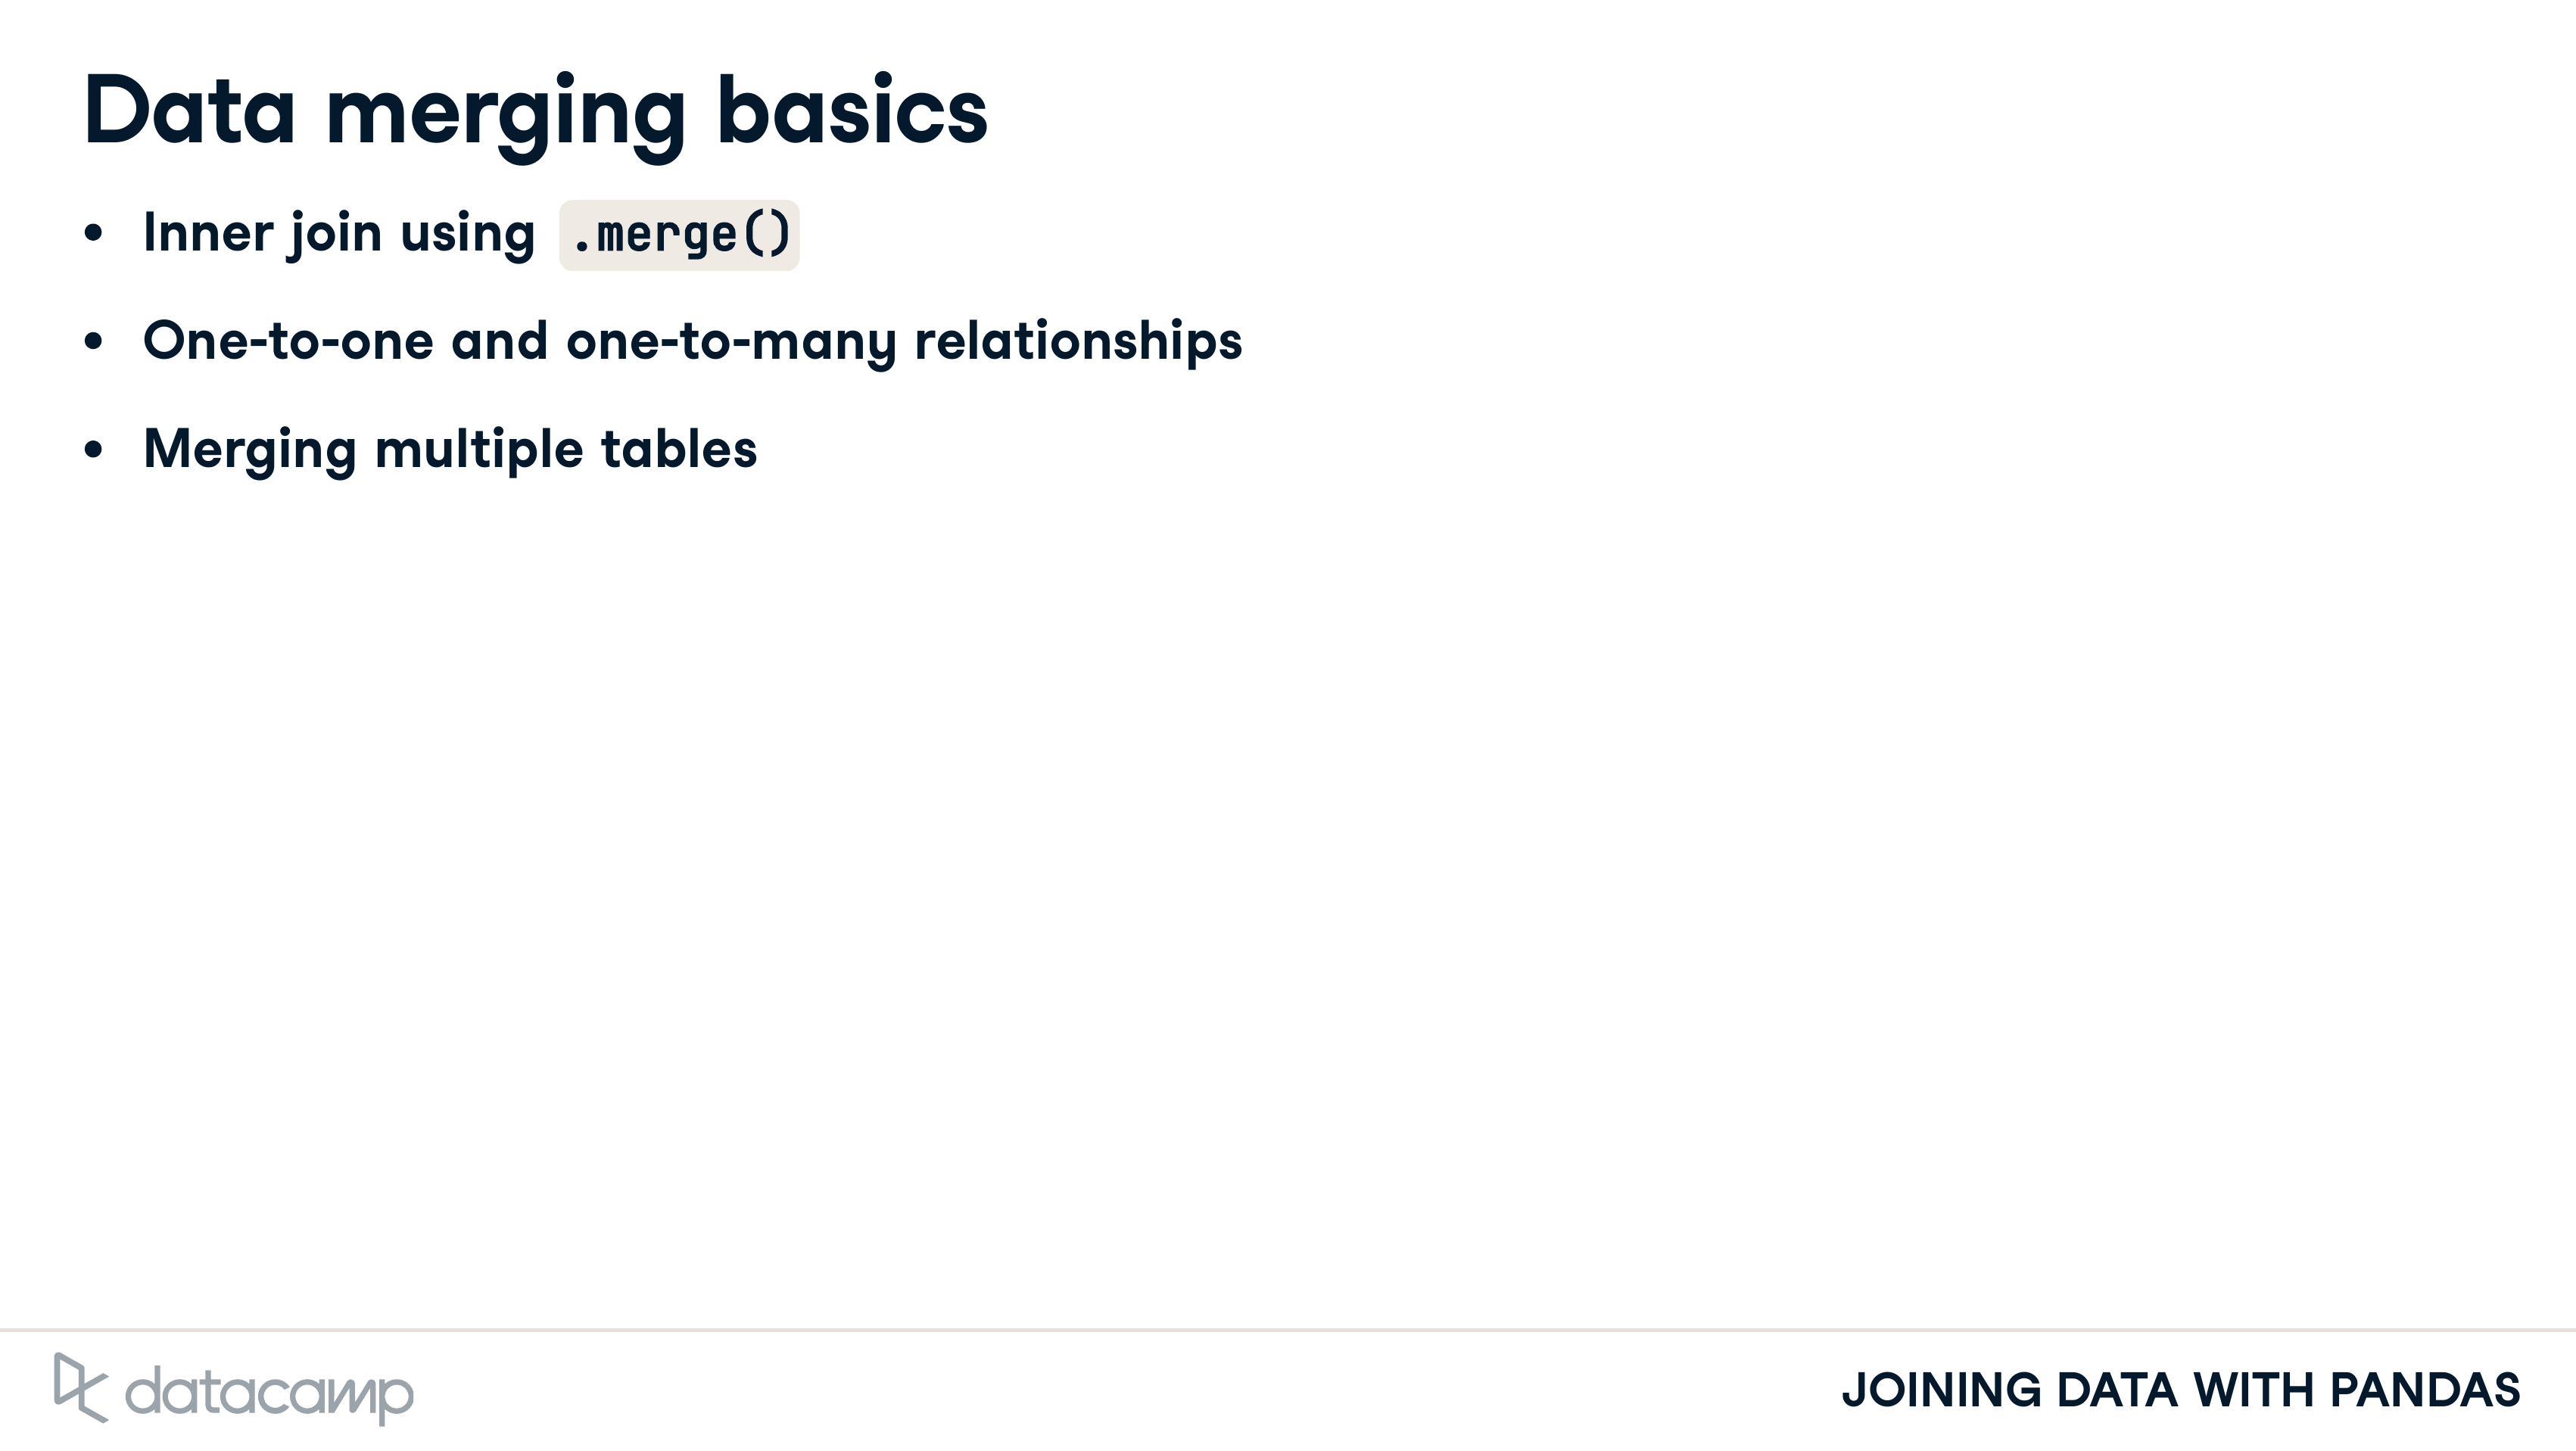 Data merging basics
• Inner join using .merge()
• One-to-one and one-to-many relationships
• Merging multiple tables
datacamp
JOINING DATA WITH PANDAS